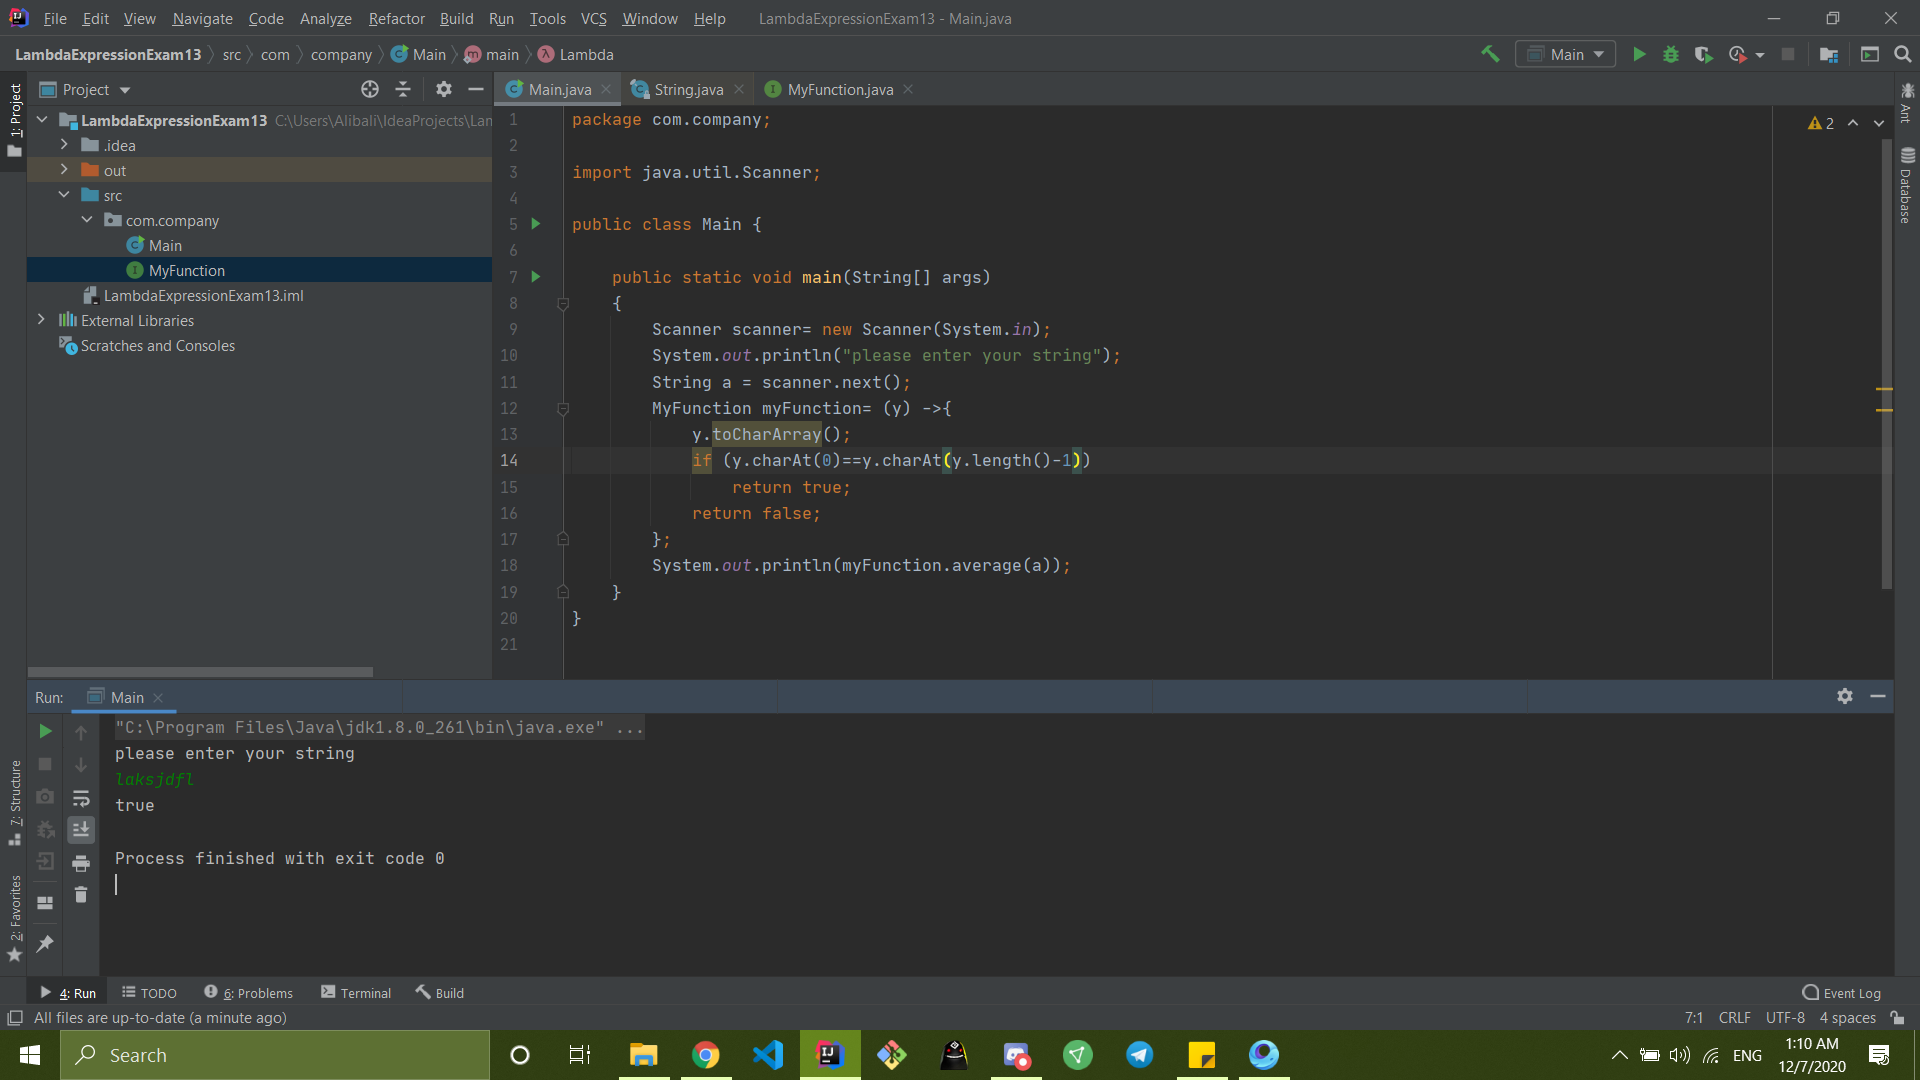 File Edit View Navigate Code Analyze Refactor Build Run Tools VCS Window Help LambdaExpressionExam13 - Main.java
LambdaExpressionExam13 src com company Main main Lambda
Main
Project
Main.java String.java MyFunction.java
1: Project
LambdaExpressionExam13 C:\Users\Alibali\IdeaProjects\Lan
.idea
out
src
com.company
Main
MyFunction
LambdaExpressionExam13.iml
External Libraries
Scratches and Consoles
1 package com.company;
2
3 import java.util.Scanner;
4
5 public class Main {
6
7 public static void main(String[] args)
8 {
9 Scanner scanner= new Scanner(System.in);
10 System.out.println("please enter your string");
11 String a = scanner.next();
12 MyFunction myFunction= (y) ->{
13 y.toCharArray();
14 if (y.charAt(0)==y.charAt(y.length()-1))
15 return true;
16 return false;
17 };
18 System.out.println(myFunction.average(a));
19 }
20 }
21
2
Ant
Database
Run: Main
"C:\Program Files\Java\jdk1.8.0_261\bin\java.exe" ...
please enter your string
laksjdfl
true
Process finished with exit code 0
7: Structure
2: Favorites
4: Run TODO 6: Problems Terminal Build Event Log
All files are up-to-date (a minute ago) 7:1 CRLF UTF-8 4 spaces
Search
ENG
1:10 AM
12/7/2020